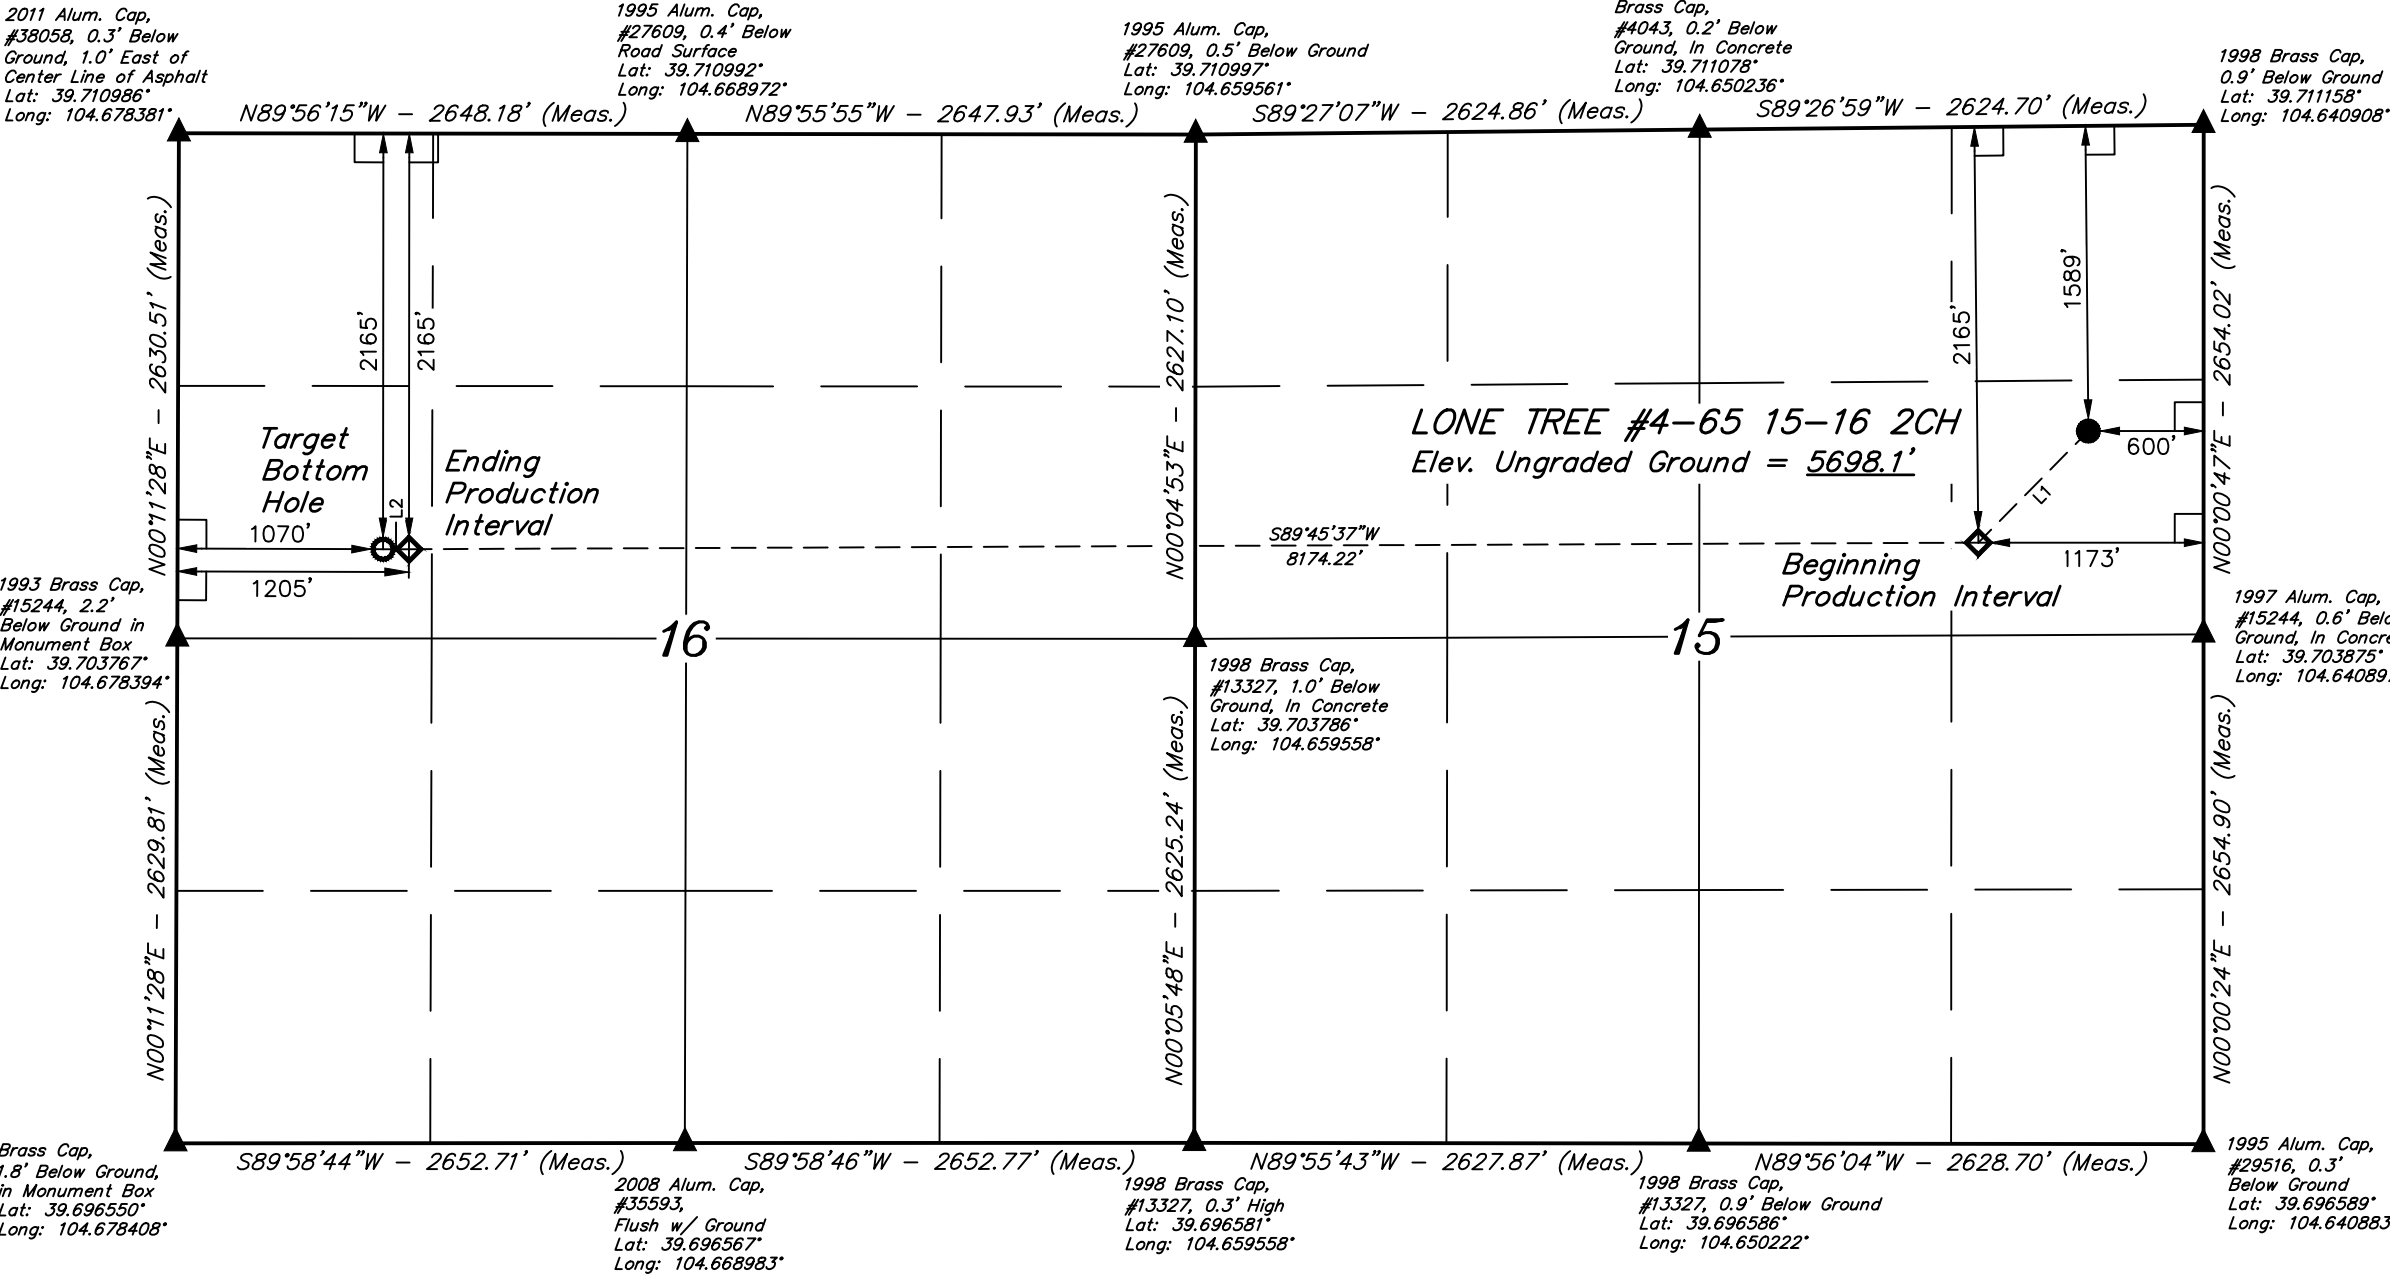 2011 Alum. Cap,
#38058, 0.3' Below
Ground, 1.0' East of
Center Line of Asphalt
Lat: 39.710986°
Long: 104.678381°
1995 Alum. Cap,
#27609, 0.4' Below
Road Surface
Lat: 39.710992°
Long: 104.668972°
1995 Alum. Cap,
#27609, 0.5' Below Ground
Lat: 39.710997°
Long: 104.659561°
Brass Cap,
#4043, 0.2' Below
Ground, In Concrete
Lat: 39.711078°
Long: 104.650236°
1998 Brass Cap,
0.9' Below Ground
Lat: 39.711158°
Long: 104.640908°
N89°56'15"W - 2648.18' (Meas.)
N89°55'55"W - 2647.93' (Meas.)
S89°27'07"W - 2624.86' (Meas.)
S89°26'59"W - 2624.70' (Meas.)
N00°11'28"E - 2630.51' (Meas.)
2165'
2165'
N00°04'53"E - 2627.10' (Meas.)
2165'
1589'
N00°00'47"E - 2654.02' (Meas.)
LONE TREE #4-65 15-16 2CH
Elev. Ungraded Ground = 5698.1'
600'
Target
Bottom
Hole
Ending
Production
Interval
L2
L1
1070'
1205'
S89°45'37"W
8174.22'
1173'
Beginning
Production Interval
1993 Brass Cap,
#15244, 2.2'
Below Ground in
Monument Box
Lat: 39.703767°
Long: 104.678394°
16
15
1997 Alum. Cap,
#15244, 0.6' Belo
Ground, In Concre
Lat: 39.703875°
Long: 104.640897
1998 Brass Cap,
#13327, 1.0' Below
Ground, In Concrete
Lat: 39.703786°
Long: 104.659558°
N00°11'28"E - 2629.81' (Meas.)
N00°05'48"E - 2625.24' (Meas.)
N00°00'24"E - 2654.90' (Meas.)
S89°58'44"W - 2652.71' (Meas.)
S89°58'46"W - 2652.77' (Meas.)
N89°55'43"W - 2627.87' (Meas.)
N89°56'04"W - 2628.70' (Meas.)
Brass Cap,
1.8' Below Ground,
in Monument Box
Lat: 39.696550°
Long: 104.678408°
2008 Alum. Cap,
#35593,
Flush w/ Ground
Lat: 39.696567°
Long: 104.668983°
1998 Brass Cap,
#13327, 0.3' High
Lat: 39.696581°
Long: 104.659558°
1998 Brass Cap,
#13327, 0.9' Below Ground
Lat: 39.696586°
Long: 104.650222°
1995 Alum. Cap,
#29516, 0.3'
Below Ground
Lat: 39.696589°
Long: 104.640883